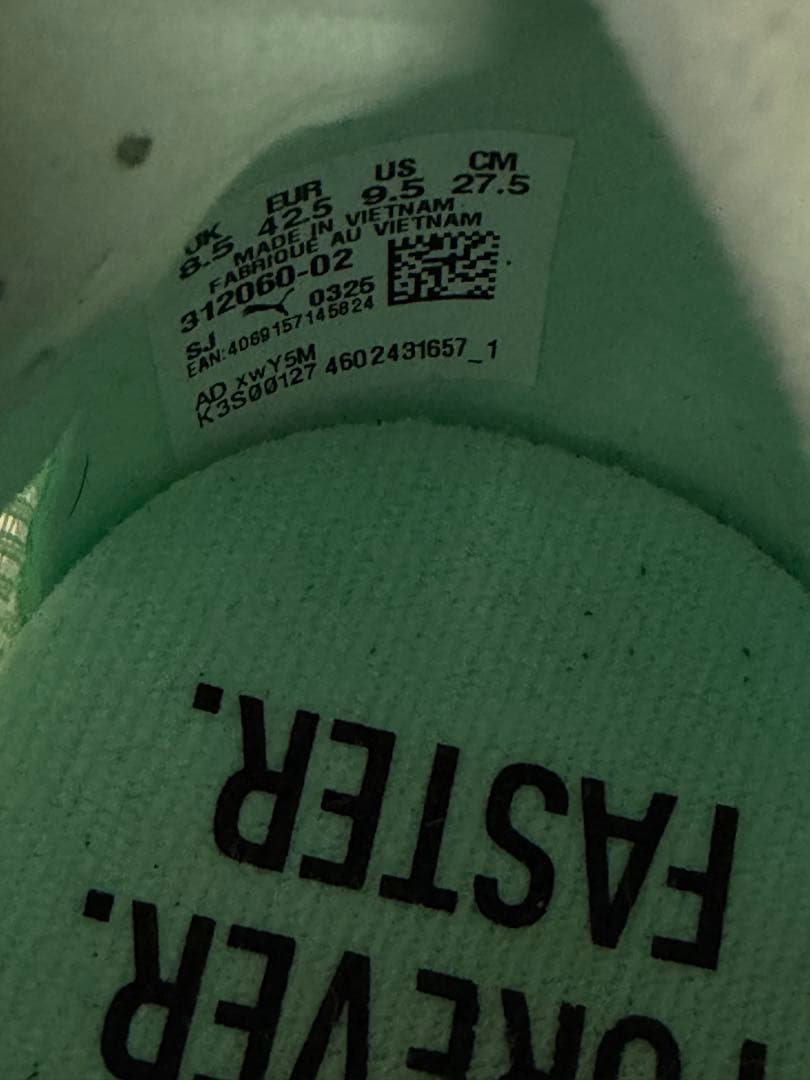 UK EUR US CM
8.5 42.5 9.5 27.5
MADE IN VIETNAM
FABRIQUÉ AU VIETNAM
312060-02
SJ 0325
EAN:4069157145824
AD xwY5M
K3S00127 4602431657_1
FOREVER.
FASTER.